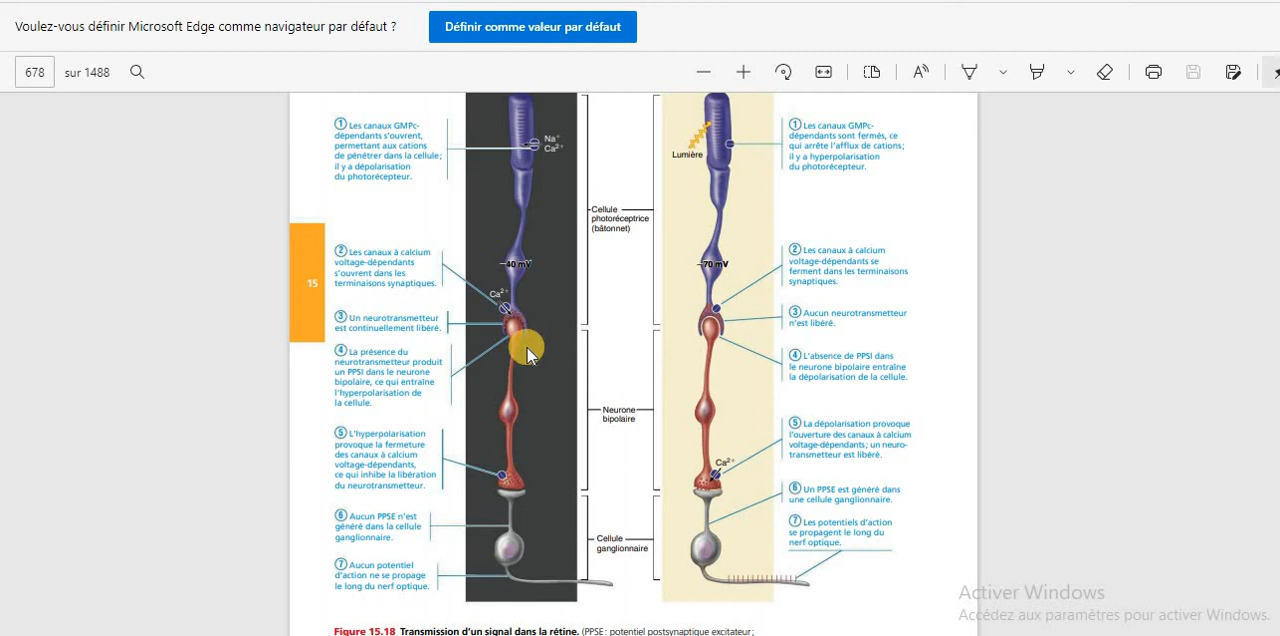 Voulez-vous définir Microsoft Edge comme navigateur par défaut ?
Définir comme valeur par défaut
678 sur 1488
① Les canaux GMPc-
dépendants s'ouvrent,
permettant aux cations
de pénétrer dans la cellule;
il y a dépolarisation
du photorécepteur.
② Les canaux à calcium
voltage-dépendants
s'ouvrent dans les
terminaisons synaptiques.
15
③ Un neurotransmetteur
est continuellement libéré.
④ La présence du
neurotransmetteur produit
un PPSI dans le neurone
bipolaire, ce qui entraîne
l'hyperpolarisation de
la cellule.
⑤ L'hyperpolarisation
provoque la fermeture
des canaux à calcium
voltage-dépendants,
ce qui inhibe la libération
du neurotransmetteur.
⑥ Aucun PPSE n'est
généré dans la cellule
ganglionnaire.
⑦ Aucun potentiel
d'action ne se propage
le long du nerf optique.
Na⁺
Ca²⁺
−40 mV
Ca²⁺
Cellule
photoréceptrice
(bâtonnet)
Neurone
bipolaire
Cellule
ganglionnaire
Lumière
−70 mV
Ca²⁺
① Les canaux GMPc-
dépendants sont fermés, ce
qui arrête l'afflux de cations;
il y a hyperpolarisation
du photorécepteur.
② Les canaux à calcium
voltage-dépendants se
ferment dans les terminaisons
synaptiques.
③ Aucun neurotransmetteur
n'est libéré.
④ L'absence de PPSI dans
le neurone bipolaire entraîne
la dépolarisation de la cellule.
⑤ La dépolarisation provoque
l'ouverture des canaux à calcium
voltage-dépendants; un neuro-
transmetteur est libéré.
⑥ Un PPSE est généré dans
une cellule ganglionnaire.
⑦ Les potentiels d'action
se propagent le long du
nerf optique.
Activer Windows
Accédez aux paramètres pour activer Windows.
Figure 15.18 Transmission d'un signal dans la rétine. (PPSE: potentiel postsynaptique excitateur;